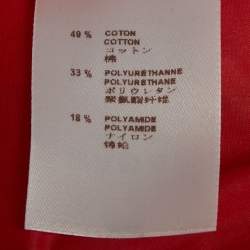 49 % COTON
COTTON
コットン
棉
33 % POLYURÉTHANNE
POLYURETHANE
ポリウレタン
聚氨酯纤维
18 % POLYAMIDE
POLYAMIDE
ナイロン
锦纶